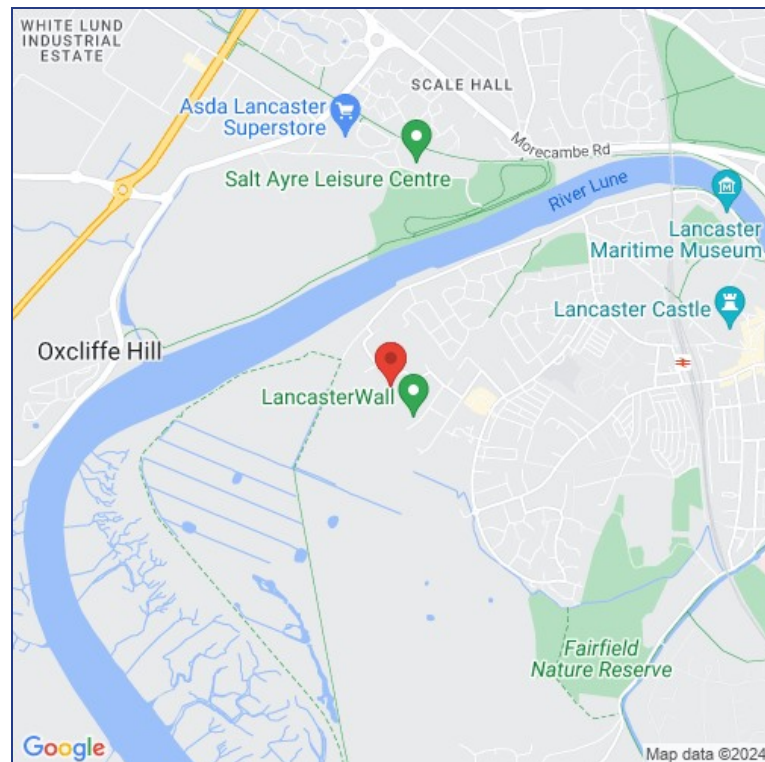 WHITE LUND
INDUSTRIAL
ESTATE
SCALE HALL
Asda Lancaster
Superstore
Morecambe Rd
Salt Ayre Leisure Centre
River Lune
Lancaster
Maritime Museum
Lancaster Castle
Oxcliffe Hill
LancasterWall
Fairfield
Nature Reserve
Google
Map data ©2024